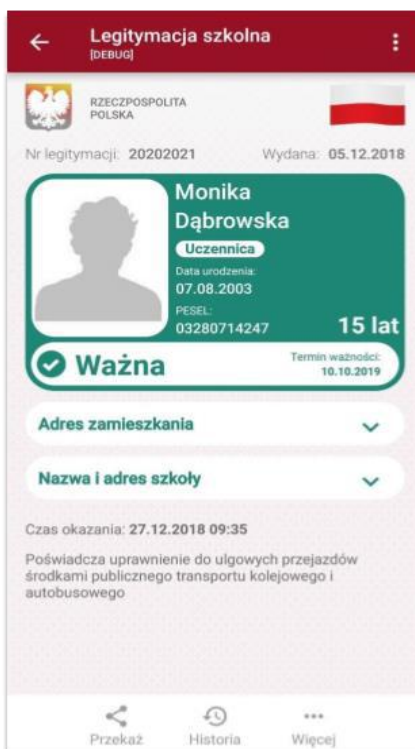 Legitymacja szkolna
[DEBUG]
RZECZPOSPOLITA
POLSKA
Nr legitymacji: 20202021 Wydana: 05.12.2018
Monika
Dąbrowska
Uczennica
Data urodzenia:
07.08.2003
PESEL:
03280714247 15 lat
Ważna
Termin ważności:
10.10.2019
Adres zamieszkania
Nazwa i adres szkoły
Czas okazania: 27.12.2018 09:35
Poświadcza uprawnienie do ulgowych przejazdów
środkami publicznego transportu kolejowego i
autobusowego
Przekaż Historia Więcej